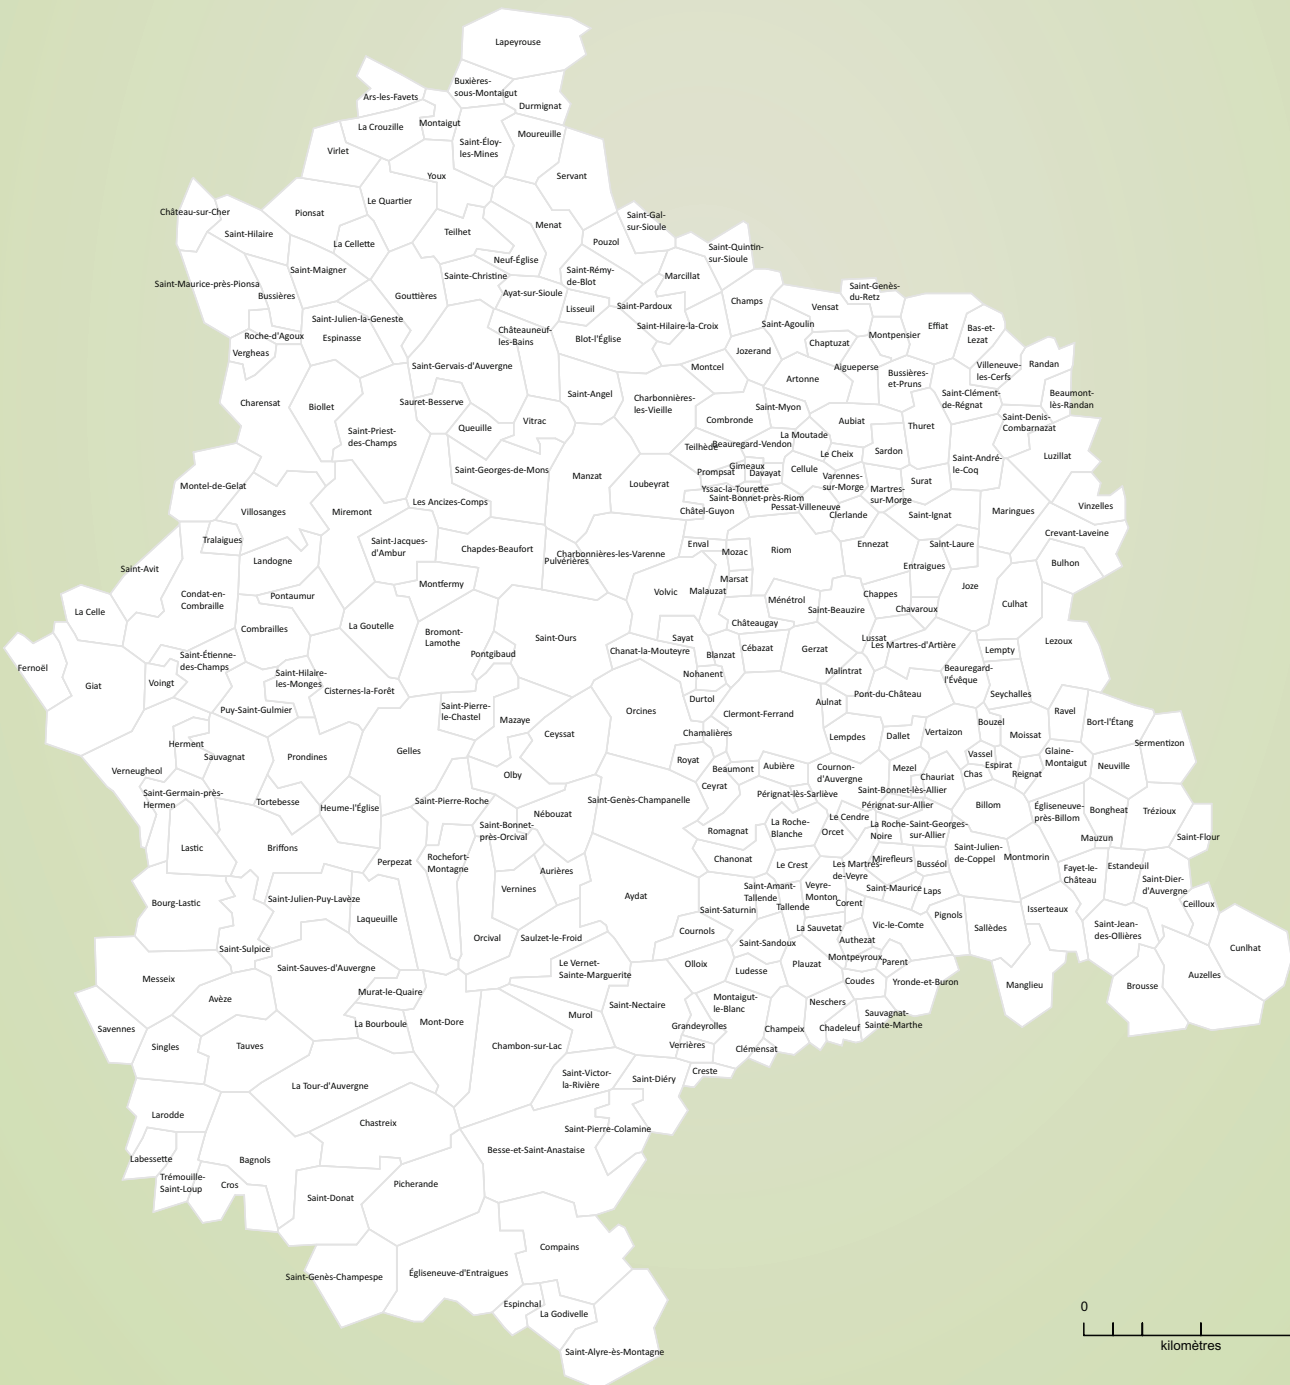 Lapeyrouse
Buxières-
sous-Montaigut
Ars-les-Favets
Durmignat
La Crouzille
Montaigut
Moureuille
Saint-Éloy
les-Mines
Virlet
Youx
Servant
Le Quartier
Château-sur-Cher
Pionsat
Saint-Gal-
sur-Sioule
Saint-Hilaire
Teilhet
Menat
La Cellette
Pouzol
Saint-Quintin-
sur-Sioule
Neuf-Église
Saint-Maigner
Sainte-Christine
Saint-Rémy-
de-Blot
Marcillat
Saint-Maurice-près-Pionsa
Bussières
Gouttières
Ayat-sur-Sioule
Saint-Genès-
du-Retz
Lisseuil
Saint-Pardoux
Champs
Vensat
Saint-Julien-la-Geneste
Saint-Hilaire-la-Croix
Saint-Agoulin
Effiat
Bas-et-
Lezat
Roche-d'Agoux
Espinasse
Châteauneuf-
les-Bains
Blot-l'Église
Chaptuzat
Montpensier
Vergheas
Jozerand
Saint-Gervais-d'Auvergne
Montcel
Aigueperse
Villeneuve-
les-Cerfs
Randan
Artonne
Bussières-
et-Pruns
Saint-Angel
Charbonnières-
les-Vieille
Saint-Clément-
de-Régnat
Beaumont-
lès-Randan
Charensat
Biollet
Sauret-Besserve
Saint-Myon
Combronde
Aubiat
Saint-Denis-
Combarnazat
Vitrac
Queuille
Thuret
Saint-Priest
des-Champs
La Moutade
Teilhède
Beauregard-Vendon
Le Cheix
Sardon
Luzillat
Saint-Georges-de-Mons
Manzat
Loubeyrat
Prompsat
Gimeaux
Davayat
Cellule
Varennes-
sur-Morge
Saint-André-
le-Coq
Montel-de-Gelat
Surat
Yssac-la-Tourette
Martres-
sur-Morge
Saint-Bonnet-près-Riom
Les Ancizes-Comps
Villosanges
Miremont
Châtel-Guyon
Pessat-Villeneuve
Clerlande
Saint-Ignat
Maringues
Vinzelles
Crevant-Laveine
Tralaigues
Saint-Jacques-
d'Ambur
Chapdes-Beaufort
Charbonnières-les-Varenne
Pulvérières
Enval
Mozac
Riom
Ennezat
Saint-Laure
Landogne
Bulhon
Saint-Avit
Entraigues
Montfermy
Marsat
Joze
Condat-en-
Combraille
Pontaumur
Volvic
Malauzat
Ménétrol
Chappes
Culhat
La Celle
Saint-Beauzire
Chavaroux
Combrailles
La Goutelle
Châteaugay
Bromont-
Lamothe
Saint-Ours
Sayat
Lussat
Les Martres-d'Artière
Lezoux
Pontgibaud
Chanat-la-Mouteyre
Blanzat
Cébazat
Gerzat
Lempty
Saint-Étienne-
des-Champs
Fernoël
Giat
Voingt
Saint-Hilaire-
les-Monges
Cisternes-la-Forêt
Nohanent
Malintrat
Beauregard-
l'Évêque
Pont-du-Château
Seychalles
Durtol
Aulnat
Puy-Saint-Gulmier
Saint-Pierre-
le-Chastel
Mazaye
Orcines
Clermont-Ferrand
Ravel
Bort-l'Étang
Bouzel
Ceyssat
Chamalières
Lempdes
Dallet
Vertaizon
Moissat
Sermentizon
Herment
Sauvagnat
Prondines
Gelles
Vassel
Glaine-
Montaigut
Royat
Beaumont
Aubière
Cournon-
d'Auvergne
Mezel
Chauriat
Chas
Espirat
Reignat
Neuville
Verneugheol
Olby
Ceyrat
Saint-Bonnet-lès-Allier
Saint-Germain-près-
Hermen
Pérignat-lès-Sarliève
Tortebesse
Heume-l'Église
Saint-Pierre-Roche
Saint-Genès-Champanelle
Pérignat-sur-Allier
Billom
Égliseneuve-
près-Billom
Bongheat
Trézioux
Nébouzat
Le Cendre
Saint-Bonnet-
près-Orcival
La Roche-
Blanche
Orcet
La Roche-
Noire
Saint-Georges-
sur-Allier
Romagnat
Mauzun
Saint-Flour
Lastic
Briffons
Perpezat
Rochefort-
Montagne
Chanonat
Le Crest
Les Martres-
de-Veyre
Mirefleurs
Busséol
Saint-Julien-
de-Coppel
Montmorin
Estandeuil
Fayet-le-
Château
Aurières
Saint-Dier-
d'Auvergne
Vernines
Saint-Amant-
Tallende
Veyre-
Monton
Saint-Maurice
Laps
Aydat
Bourg-Lastic
Saint-Julien-Puy-Lavèze
Ceilloux
Corent
Tallende
Saint-Saturnin
Isserteaux
Laqueuille
Pignols
Vic-le-Comte
La Sauvetat
Sallèdes
Saint-Jean-
des-Ollières
Cournols
Orcival
Saulzet-le-Froid
Authezat
Saint-Sandoux
Saint-Sulpice
Cunlhat
Montpeyroux
Parent
Olloix
Plauzat
Ludesse
Le Vernet-
Sainte-Marguerite
Saint-Sauves-d'Auvergne
Auzelles
Messeix
Coudes
Yronde-et-Buron
Manglieu
Brousse
Murat-le-Quaire
Avèze
Montaigut-
le-Blanc
Neschers
Saint-Nectaire
Sauvagnat-
Sainte-Marthe
Murol
La Bourboule
Mont-Dore
Grandeyrolles
Champeix
Chadeleuf
Savennes
Singles
Tauves
Chambon-sur-Lac
Verrières
Clémensat
Saint-Victor-
la-Rivière
Saint-Diéry
Creste
La Tour-d'Auvergne
Larodde
Chastreix
Saint-Pierre-Colamine
Besse-et-Saint-Anastaise
Labessette
Bagnols
Trémouille-
Saint-Loup
Cros
Picherande
Saint-Donat
Compains
Saint-Genès-Champespe
Égliseneuve-d'Entraigues
Espinchal
La Godivelle
Saint-Alyre-ès-Montagne
0
kilomètres